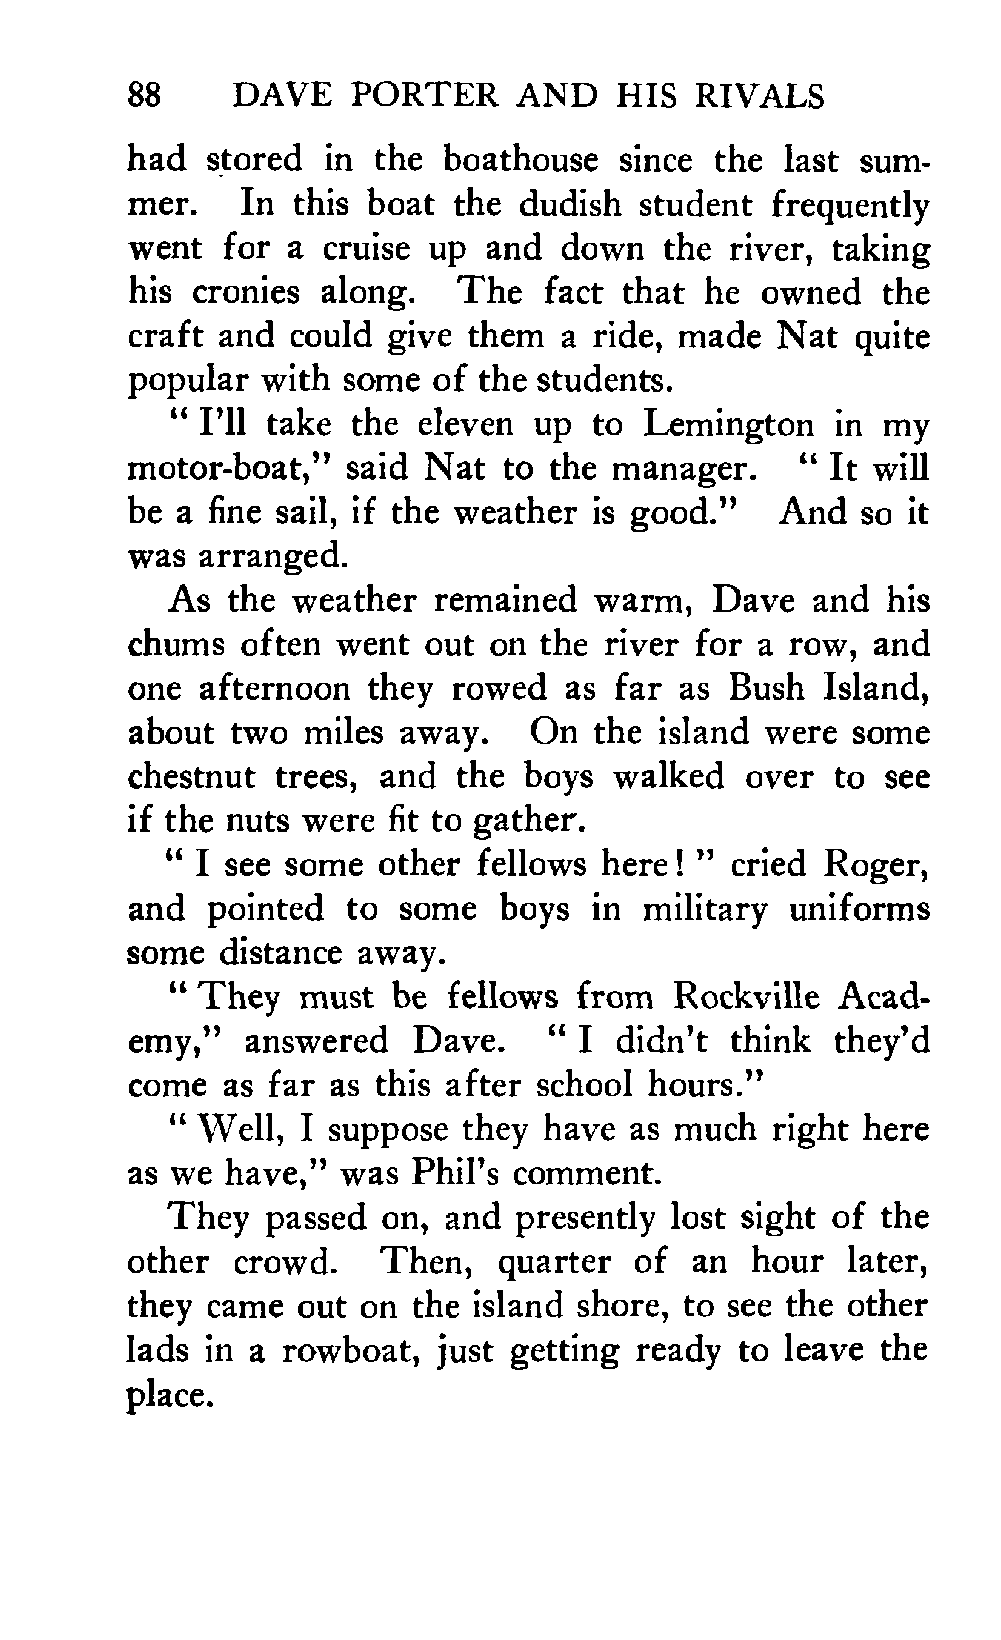 88 DAVE PORTER AND HIS RIVALS
had stored in the boathouse since the last sum-
mer. In this boat the dudish student frequently
went for a cruise up and down the river, taking
his cronies along. The fact that he owned the
craft and could give them a ride, made Nat quite
popular with some of the students.
“ I’ll take the eleven up to Lemington in my
motor-boat,” said Nat to the manager. “ It will
be a fine sail, if the weather is good.” And so it
was arranged.
As the weather remained warm, Dave and his
chums often went out on the river for a row, and
one afternoon they rowed as far as Bush Island,
about two miles away. On the island were some
chestnut trees, and the boys walked over to see
if the nuts were fit to gather.
“ I see some other fellows here! ” cried Roger,
and pointed to some boys in military uniforms
some distance away.
“ They must be fellows from Rockville Acad-
emy,” answered Dave. “ I didn’t think they’d
come as far as this after school hours.”
“ Well, I suppose they have as much right here
as we have,” was Phil’s comment.
They passed on, and presently lost sight of the
other crowd. Then, quarter of an hour later,
they came out on the island shore, to see the other
lads in a rowboat, just getting ready to leave the
place.